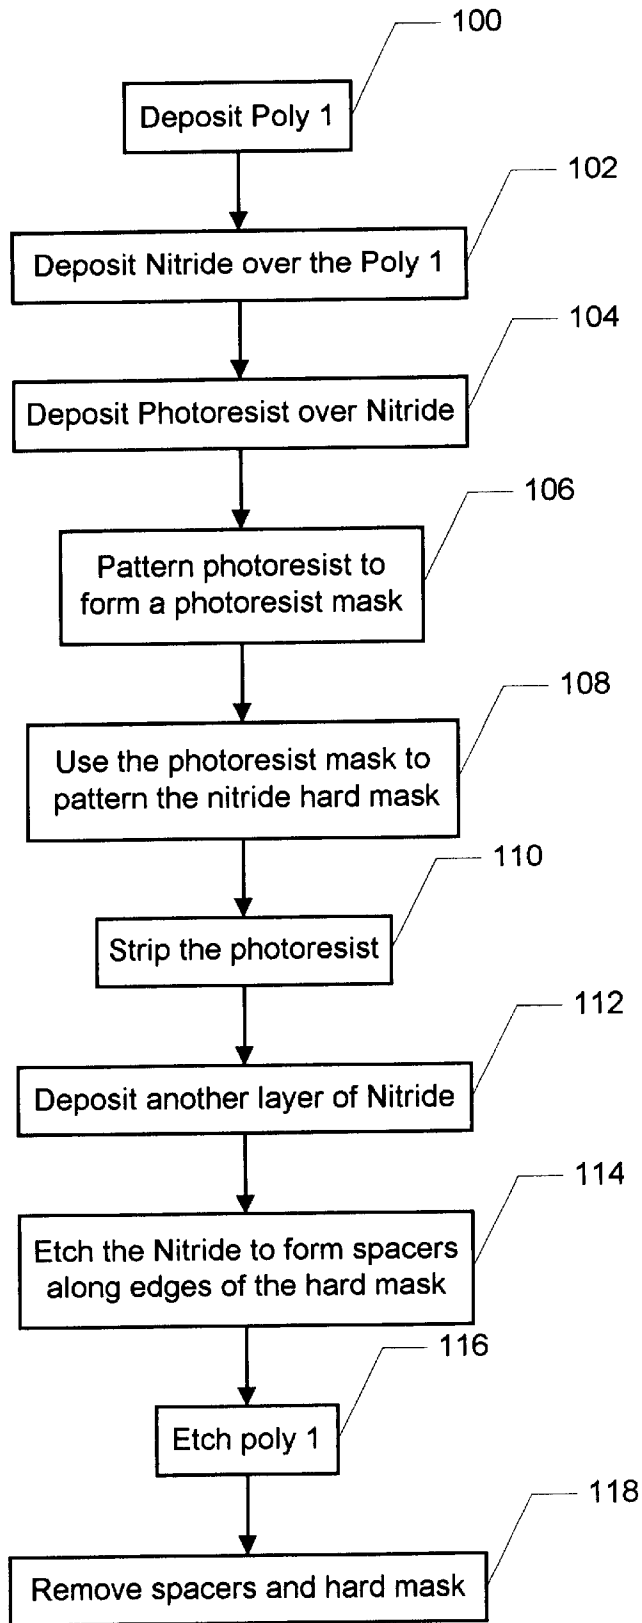 100
Deposit Poly 1
102
Deposit Nitride over the Poly 1
104
Deposit Photoresist over Nitride
106
Pattern photoresist to
form a photoresist mask
108
Use the photoresist mask to
pattern the nitride hard mask
110
Strip the photoresist
112
Deposit another layer of Nitride
114
Etch the Nitride to form spacers
along edges of the hard mask
116
Etch poly 1
118
Remove spacers and hard mask